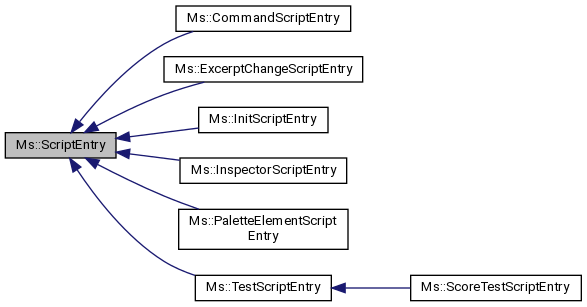 Ms::CommandScriptEntry
Ms::ExcerptChangeScriptEntry
Ms::InitScriptEntry
Ms::ScriptEntry
Ms::InspectorScriptEntry
Ms::PaletteElementScript
Entry
Ms::TestScriptEntry
Ms::ScoreTestScriptEntry